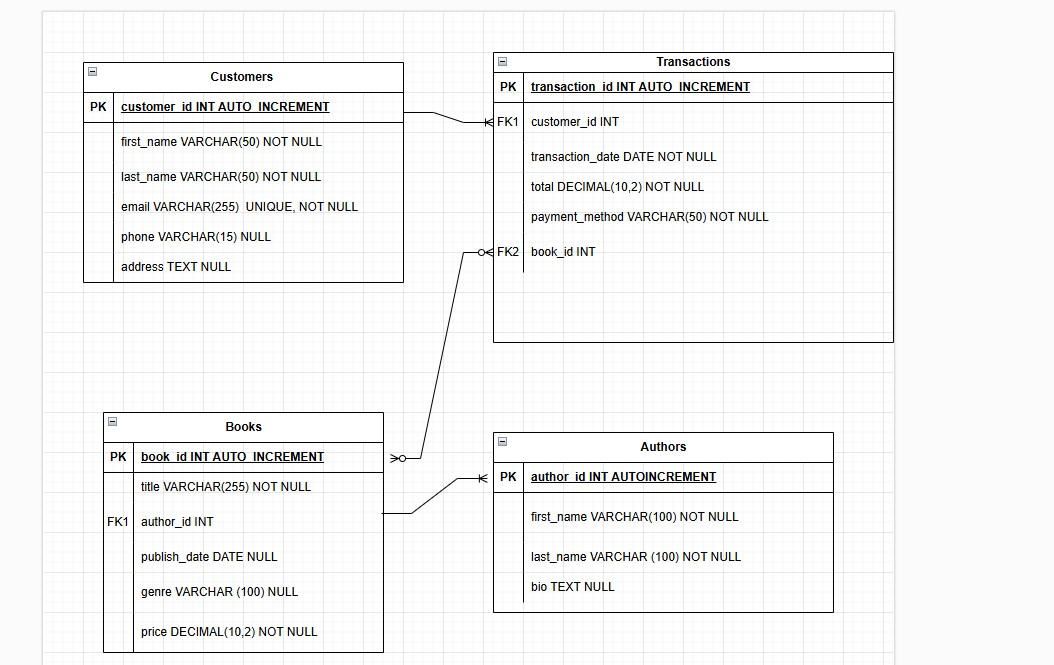 Customers
PK customer_id INT AUTO_INCREMENT
first_name VARCHAR(50) NOT NULL
last_name VARCHAR(50) NOT NULL
email VARCHAR(255)  UNIQUE, NOT NULL
phone VARCHAR(15) NULL
address TEXT NULL
Transactions
PK transaction_id INT AUTO_INCREMENT
FK1 customer_id INT
transaction_date DATE NOT NULL
total DECIMAL(10,2) NOT NULL
payment_method VARCHAR(50) NOT NULL
FK2 book_id INT
Books
PK book_id INT AUTO_INCREMENT
title VARCHAR(255) NOT NULL
FK1 author_id INT
publish_date DATE NULL
genre VARCHAR (100) NULL
price DECIMAL(10,2) NOT NULL
Authors
PK author_id INT AUTOINCREMENT
first_name VARCHAR(100) NOT NULL
last_name VARCHAR (100) NOT NULL
bio TEXT NULL